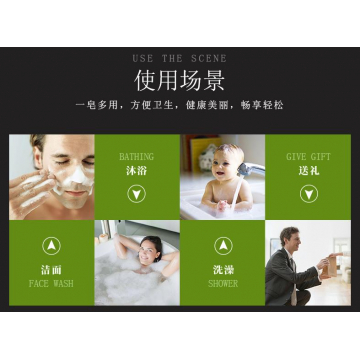 USE THE SCENE
使用场景
一皂多用，方便卫生，健康美丽，畅享轻松
BATHING
沐浴
GIVE GIFT
送礼
洁面
FACE WASH
洗澡
SHOWER